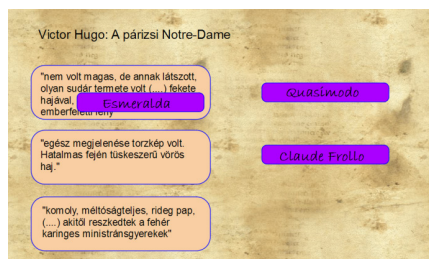 Victor Hugo: A párizsi Notre-Dame
"nem volt magas, de annak látszott,
olyan sudár termete volt (....) fekete
hajával,
Esmeralda
emberfeletti lény
"egész megjelenése torzkép volt.
Hatalmas fején tüskeszerű vörös
haj."
"komoly, méltóságteljes, rideg pap,
(....) akitől reszkedtek a fehér
karinges ministránsgyerekek"
Quasimodo
Claude Frollo